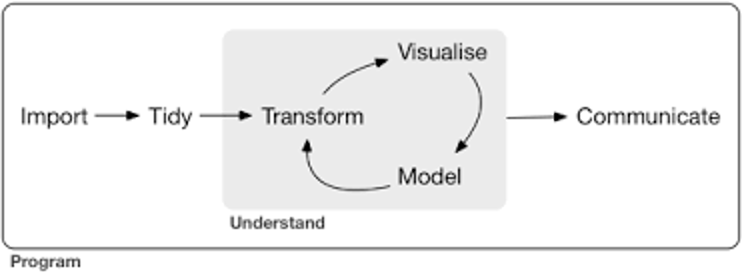 Import
Tidy
Transform
Visualise
Model
Communicate
Understand
Program